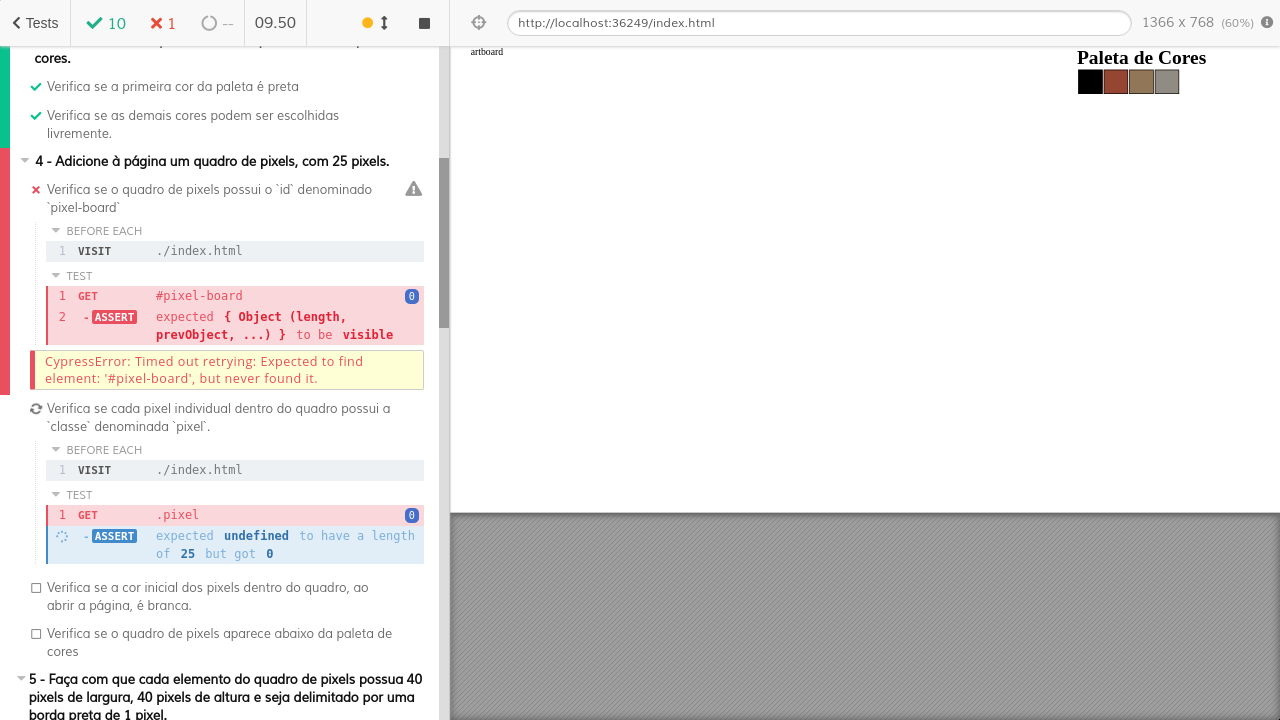 Tests
10
1
--
09.50
http://localhost:36249/index.html
1366 x 768 (60%)
cores.
Verifica se a primeira cor da paleta é preta
Verifica se as demais cores podem ser escolhidas
livremente.
4 - Adicione à página um quadro de pixels, com 25 pixels.
Verifica se o quadro de pixels possui o `id` denominado
`pixel-board`
BEFORE EACH
1 VISIT ./index.html
TEST
1 GET #pixel-board 0
2 -ASSERT expected { Object (length,
prevObject, ...) } to be visible
CypressError: Timed out retrying: Expected to find
element: '#pixel-board', but never found it.
Verifica se cada pixel individual dentro do quadro possui a
`classe` denominada `pixel`.
BEFORE EACH
1 VISIT ./index.html
TEST
1 GET .pixel 0
-ASSERT expected undefined to have a length
of 25 but got 0
Verifica se a cor inicial dos pixels dentro do quadro, ao
abrir a página, é branca.
Verifica se o quadro de pixels aparece abaixo da paleta de
cores
5 - Faça com que cada elemento do quadro de pixels possua 40
pixels de largura, 40 pixels de altura e seja delimitado por uma
borda preta de 1 pixel.
artboard
Paleta de Cores